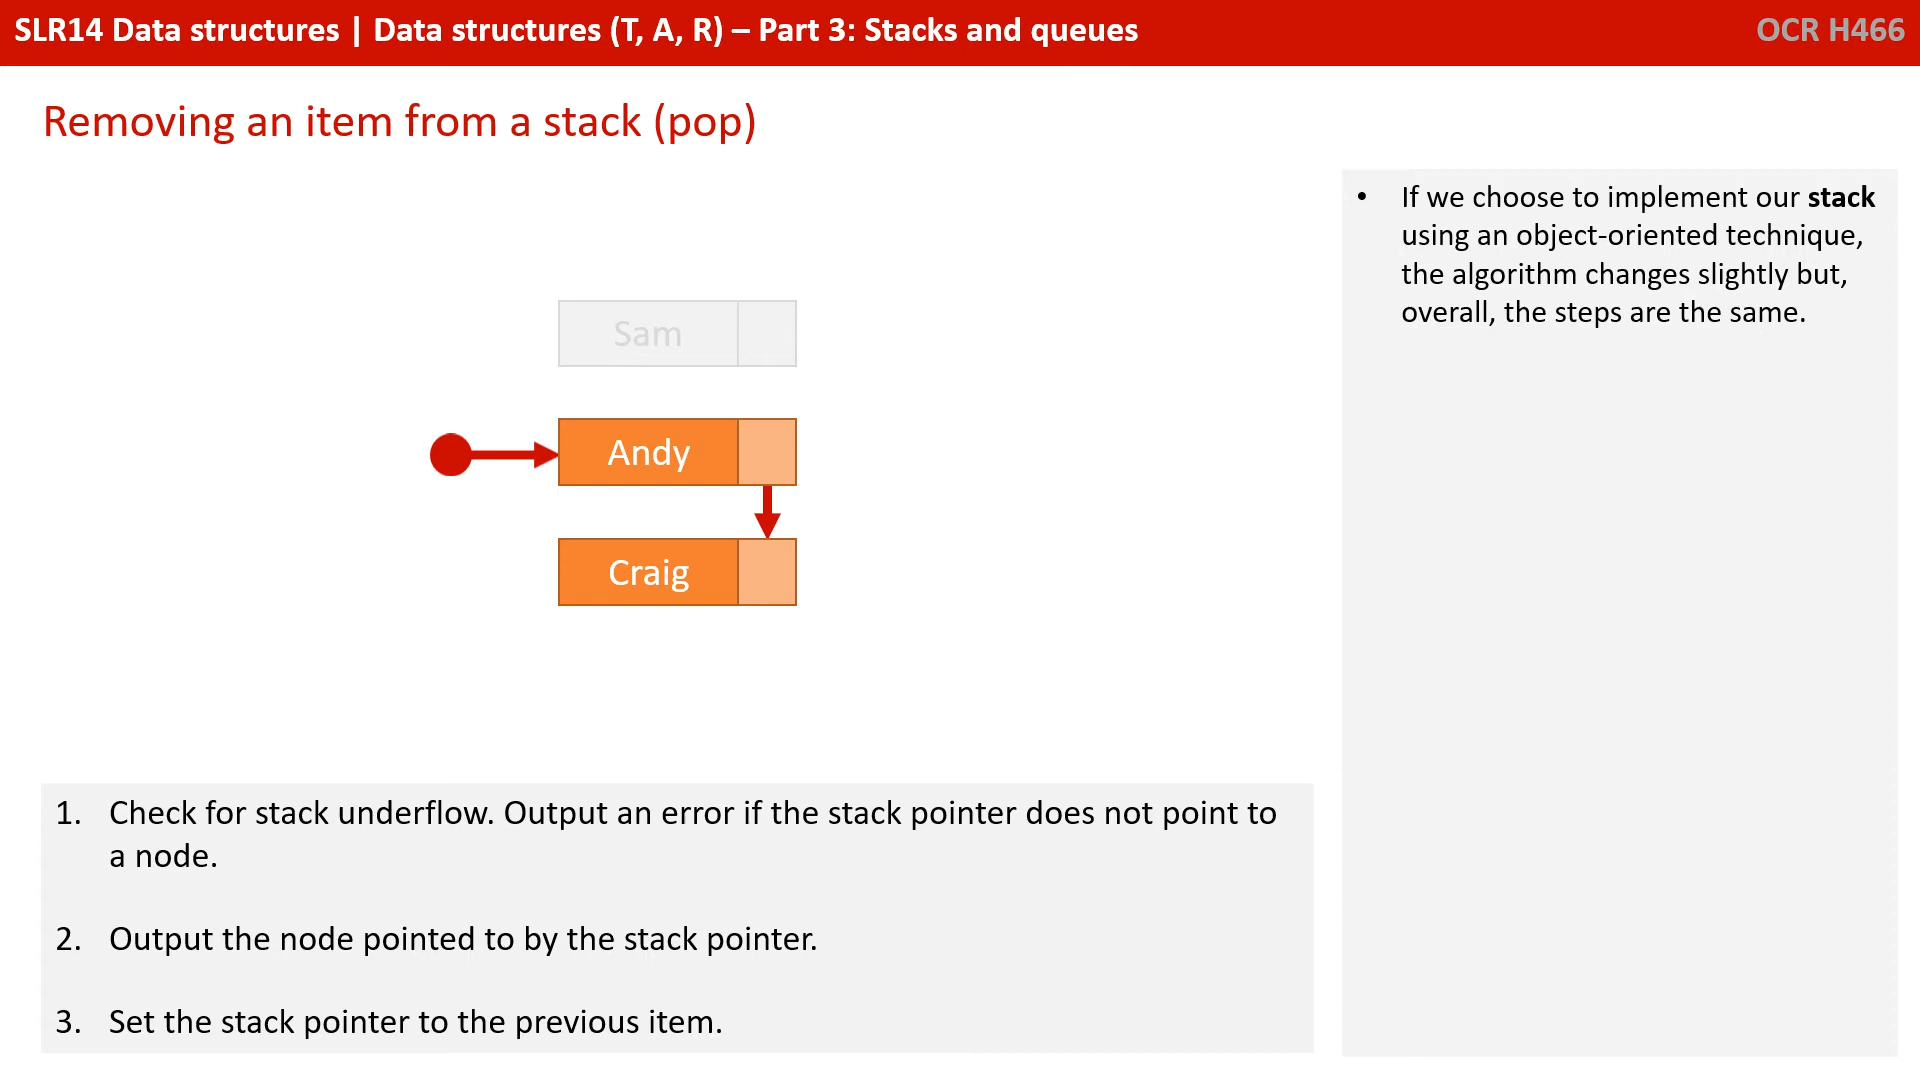 SLR14 Data structures | Data structures (T, A, R) – Part 3: Stacks and queues
OCR H466
Removing an item from a stack (pop)
Sam
Andy
Craig
• If we choose to implement our stack
using an object-oriented technique,
the algorithm changes slightly but,
overall, the steps are the same.
1. Check for stack underflow. Output an error if the stack pointer does not point to
a node.
2. Output the node pointed to by the stack pointer.
3. Set the stack pointer to the previous item.